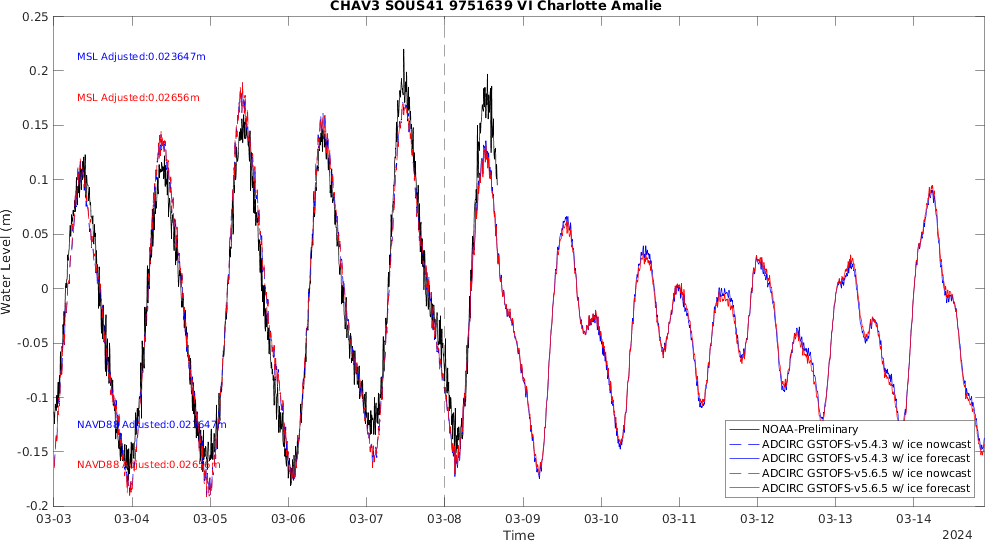 CHAV3 SOUS41 9751639 VI Charlotte Amalie
0.25
0.2
0.15
0.1
0.05
0
-0.05
-0.1
-0.15
-0.2
Water Level (m)
MSL Adjusted:0.023647m
MSL Adjusted:0.02656m
NAVD88 Adjusted:0.023647m
NAVD88 Adjusted:0.02656m
NOAA-Preliminary
ADCIRC GSTOFS-v5.4.3 w/ ice nowcast
ADCIRC GSTOFS-v5.4.3 w/ ice forecast
ADCIRC GSTOFS-v5.6.5 w/ ice nowcast
ADCIRC GSTOFS-v5.6.5 w/ ice forecast
03-03 03-04 03-05 03-06 03-07 03-08 03-09 03-10 03-11 03-12 03-13 03-14
Time
2024